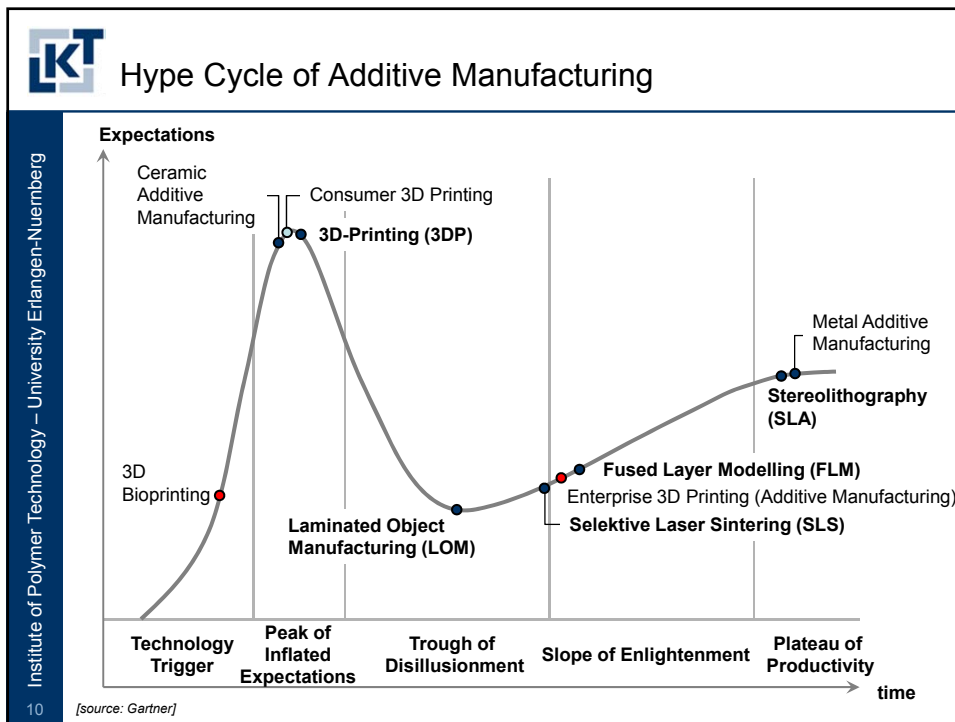 LKT
Hype Cycle of Additive Manufacturing
Institute of Polymer Technology – University Erlangen-Nuernberg
Expectations
Ceramic
Additive
Manufacturing
Consumer 3D Printing
3D-Printing (3DP)
Metal Additive
Manufacturing
Stereolithography
(SLA)
3D
Bioprinting
Fused Layer Modelling (FLM)
Enterprise 3D Printing (Additive Manufacturing)
Selektive Laser Sintering (SLS)
Laminated Object
Manufacturing (LOM)
Technology
Trigger
Peak of
Inflated
Expectations
Trough of
Disillusionment
Slope of Enlightenment
Plateau of
Productivity
time
10
[source: Gartner]